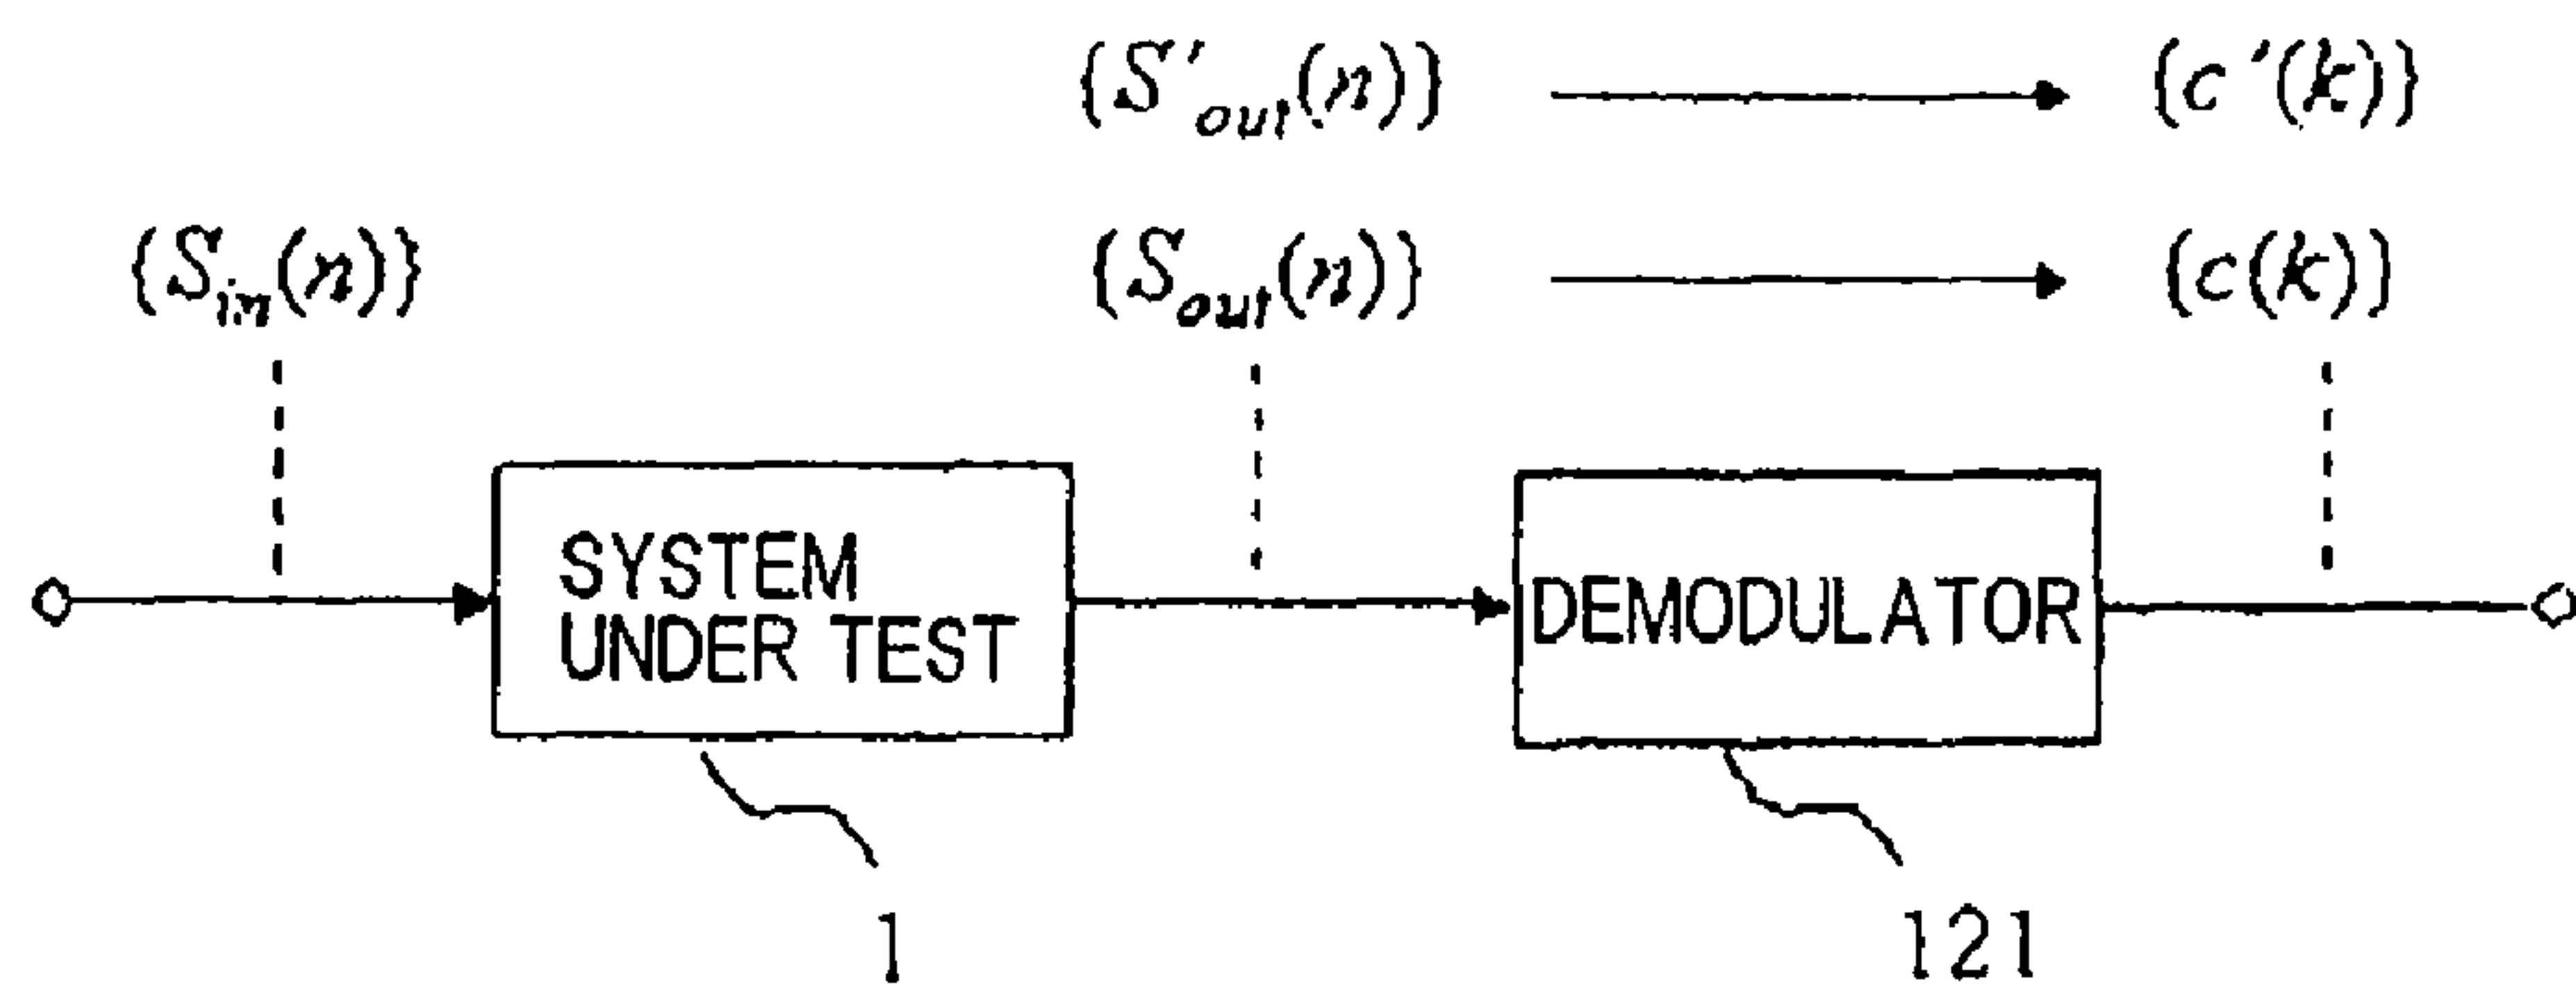 {S'out(n)} {c'(k)}
{Sin(n)} {Sout(n)} {c(k)}
SYSTEM
UNDER TEST
DEMODULATOR
1
121